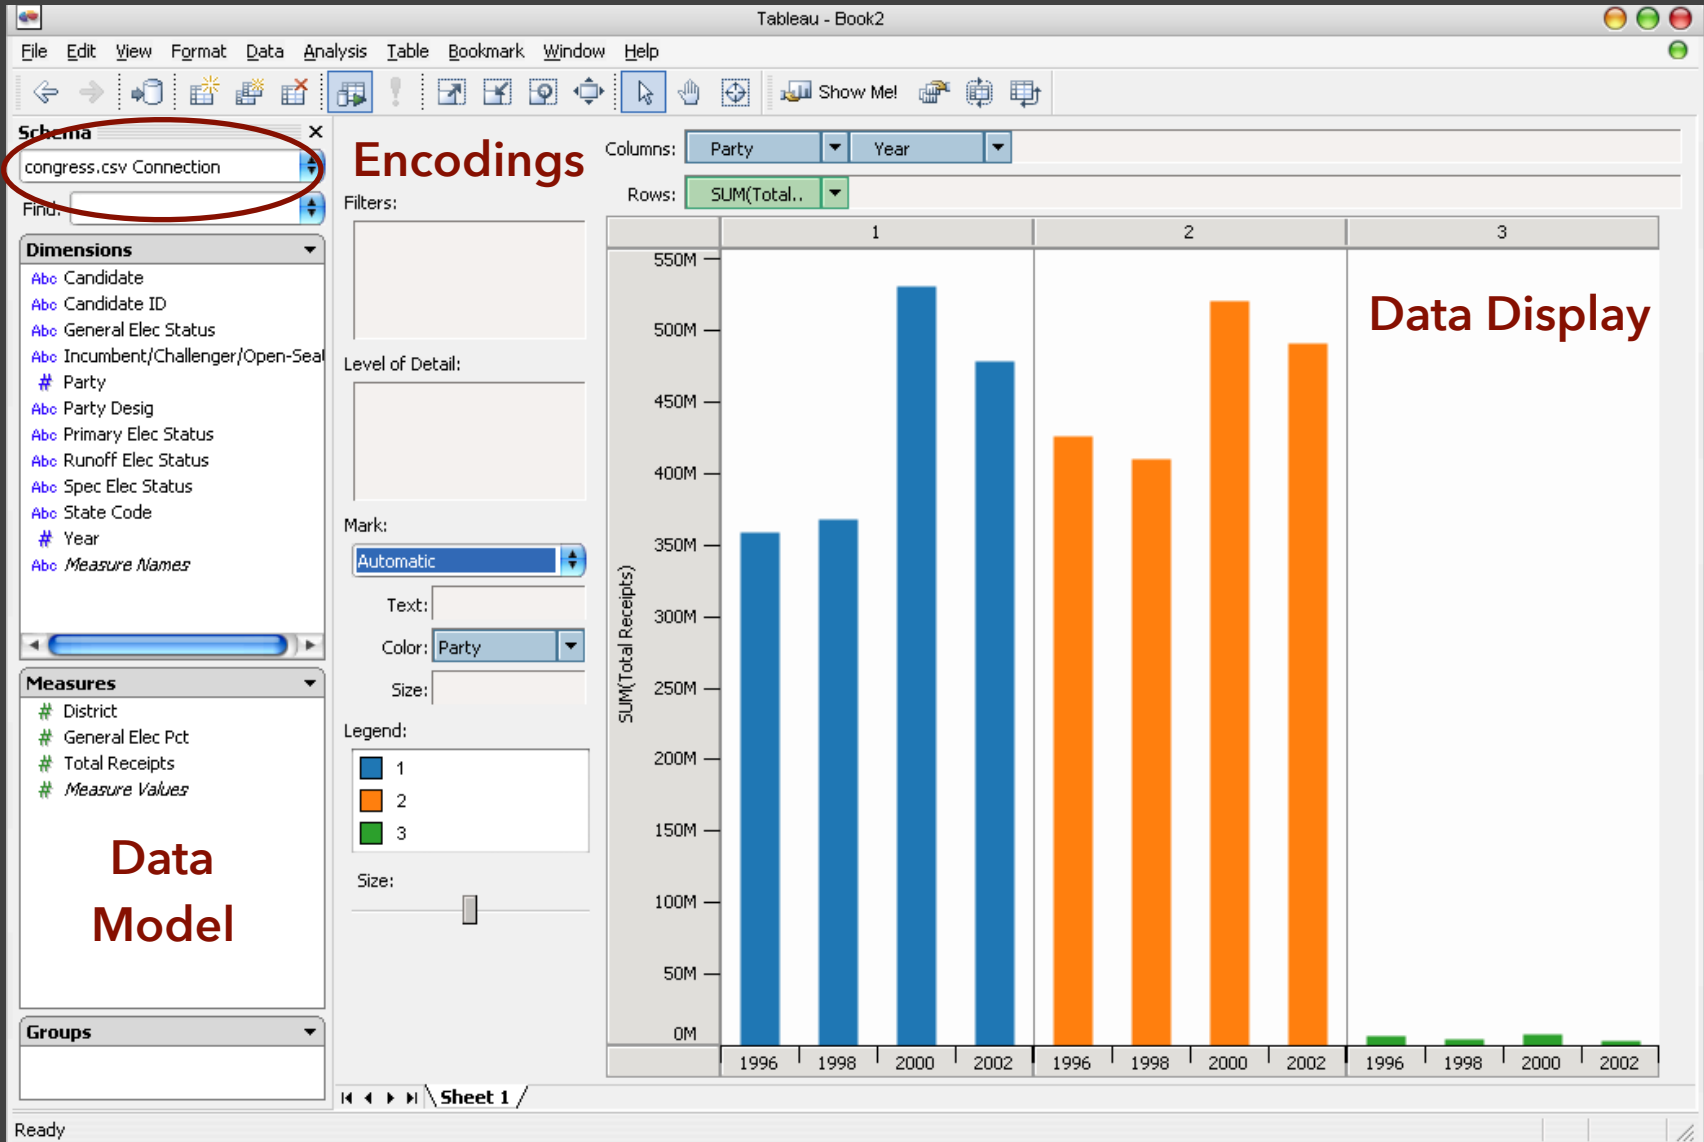 Tableau - Book2
File Edit View Format Data Analysis Table Bookmark Window Help
Show Me!
Schema
congress.csv Connection
Find:
Dimensions
Abc Candidate
Abc Candidate ID
Abc General Elec Status
Abc Incumbent/Challenger/Open-Seat
# Party
Abc Party Desig
Abc Primary Elec Status
Abc Runoff Elec Status
Abc Spec Elec Status
Abc State Code
# Year
Abc Measure Names
Measures
# District
# General Elec Pct
# Total Receipts
# Measure Values
Data
Model
Groups
Encodings
Filters:
Level of Detail:
Mark:
Automatic
Text:
Color: Party
Size:
Legend:
1
2
3
Size:
Columns: Party Year
Rows: SUM(Total..
1 2 3
Data Display
SUM(Total Receipts)
550M
500M
450M
400M
350M
300M
250M
200M
150M
100M
50M
0M
1996 1998 2000 2002 1996 1998 2000 2002 1996 1998 2000 2002
Sheet 1
Ready